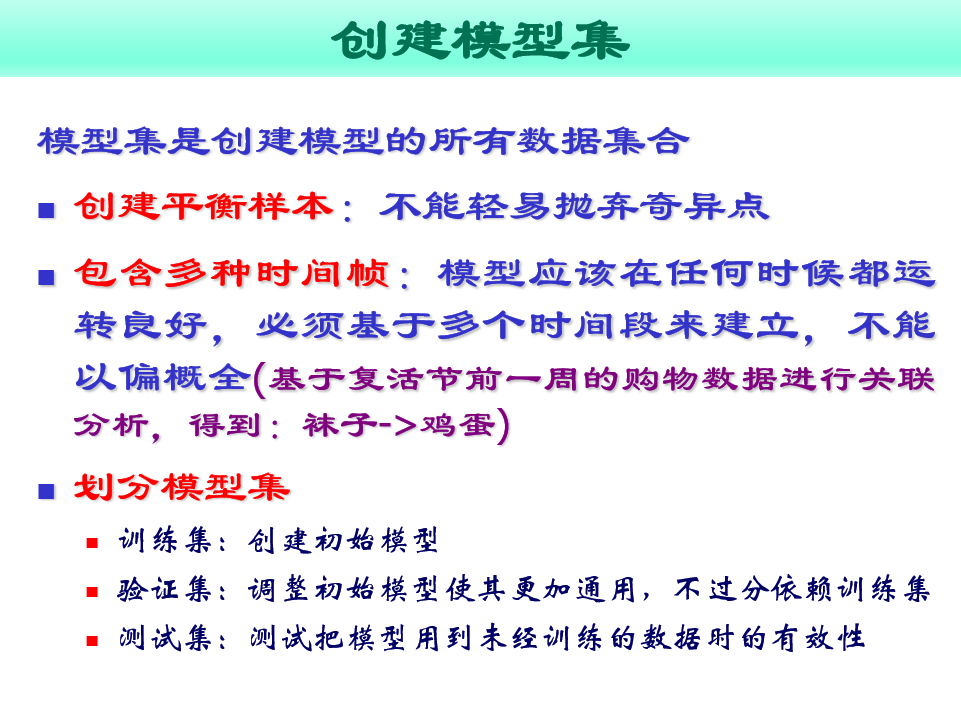 创建模型集
模型集是创建模型的所有数据集合
■ 创建平衡样本：不能轻易抛弃奇异点
■ 包含多种时间帧：模型应该在任何时候都运
转良好，必须基于多个时间段来建立，不能
以偏概全(基于复活节前一周的购物数据进行关联
分析，得到：袜子->鸡蛋)
■ 划分模型集
■ 训练集：创建初始模型
■ 验证集：调整初始模型使其更加通用，不过分依赖训练集
■ 测试集：测试把模型用到未经训练的数据时的有效性